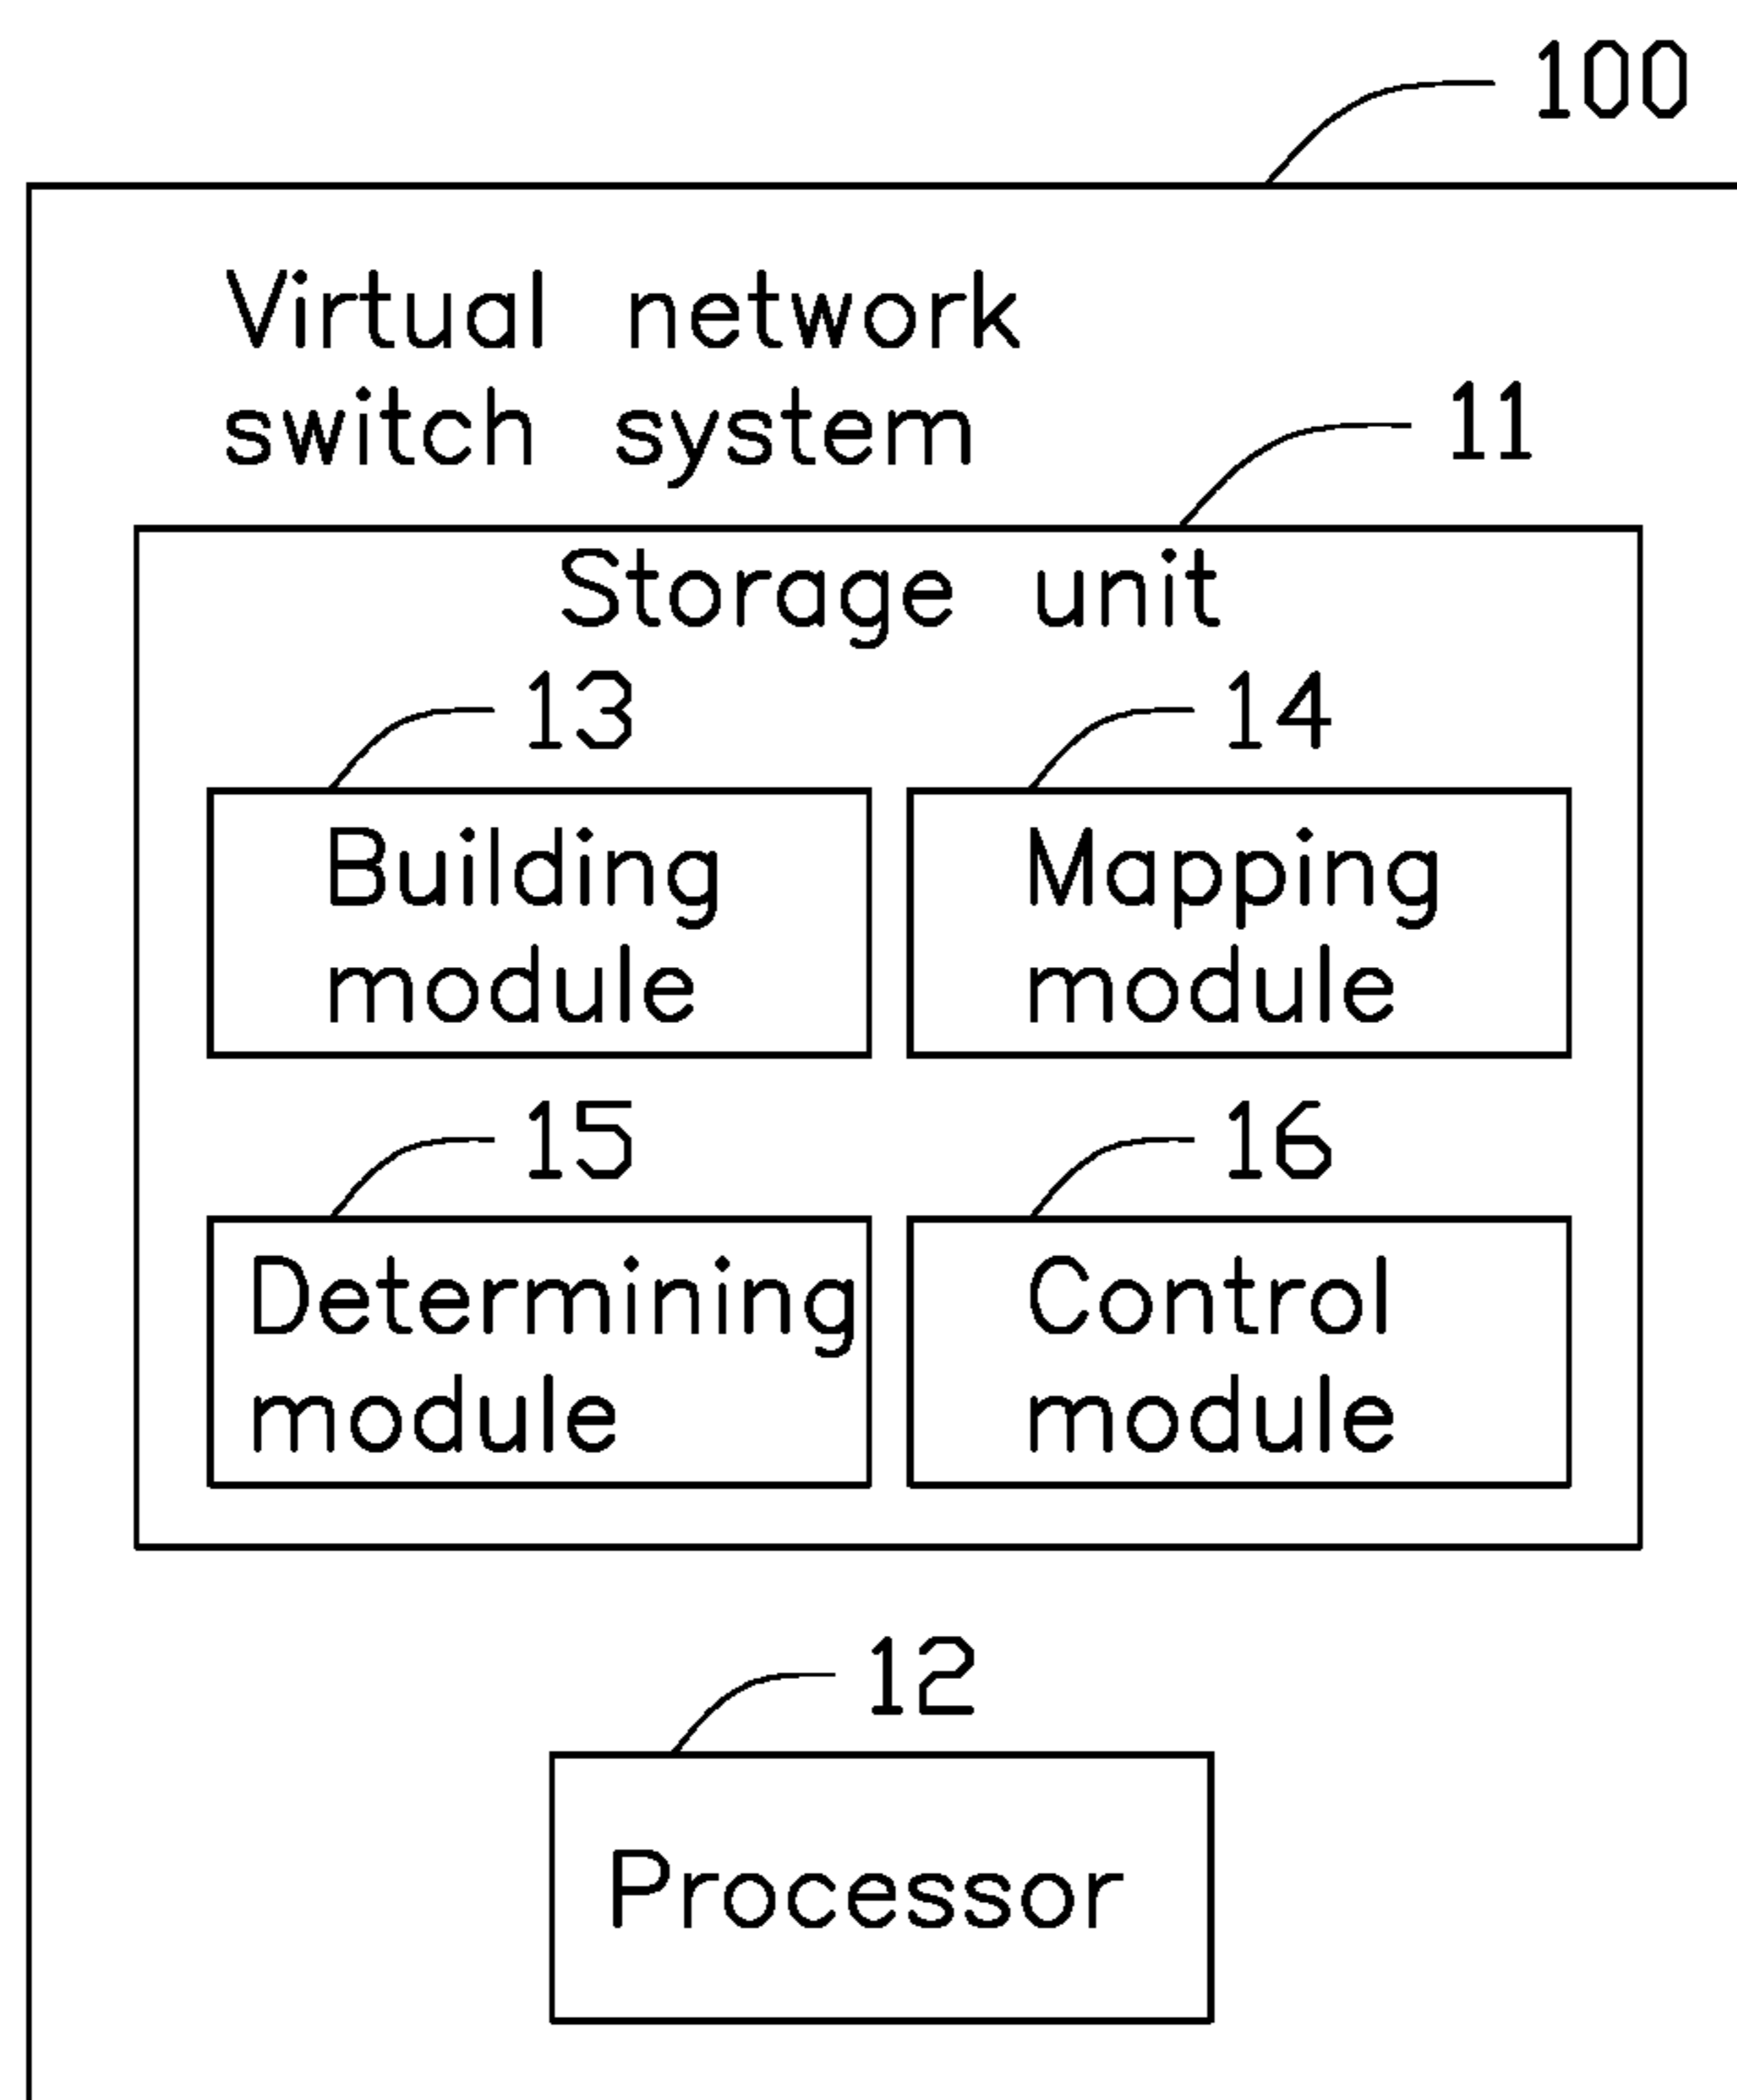 100
Virtual network
switch system
11
Storage unit
13
14
Building
module
Mapping
module
15
16
Determining
module
Control
module
12
Processor